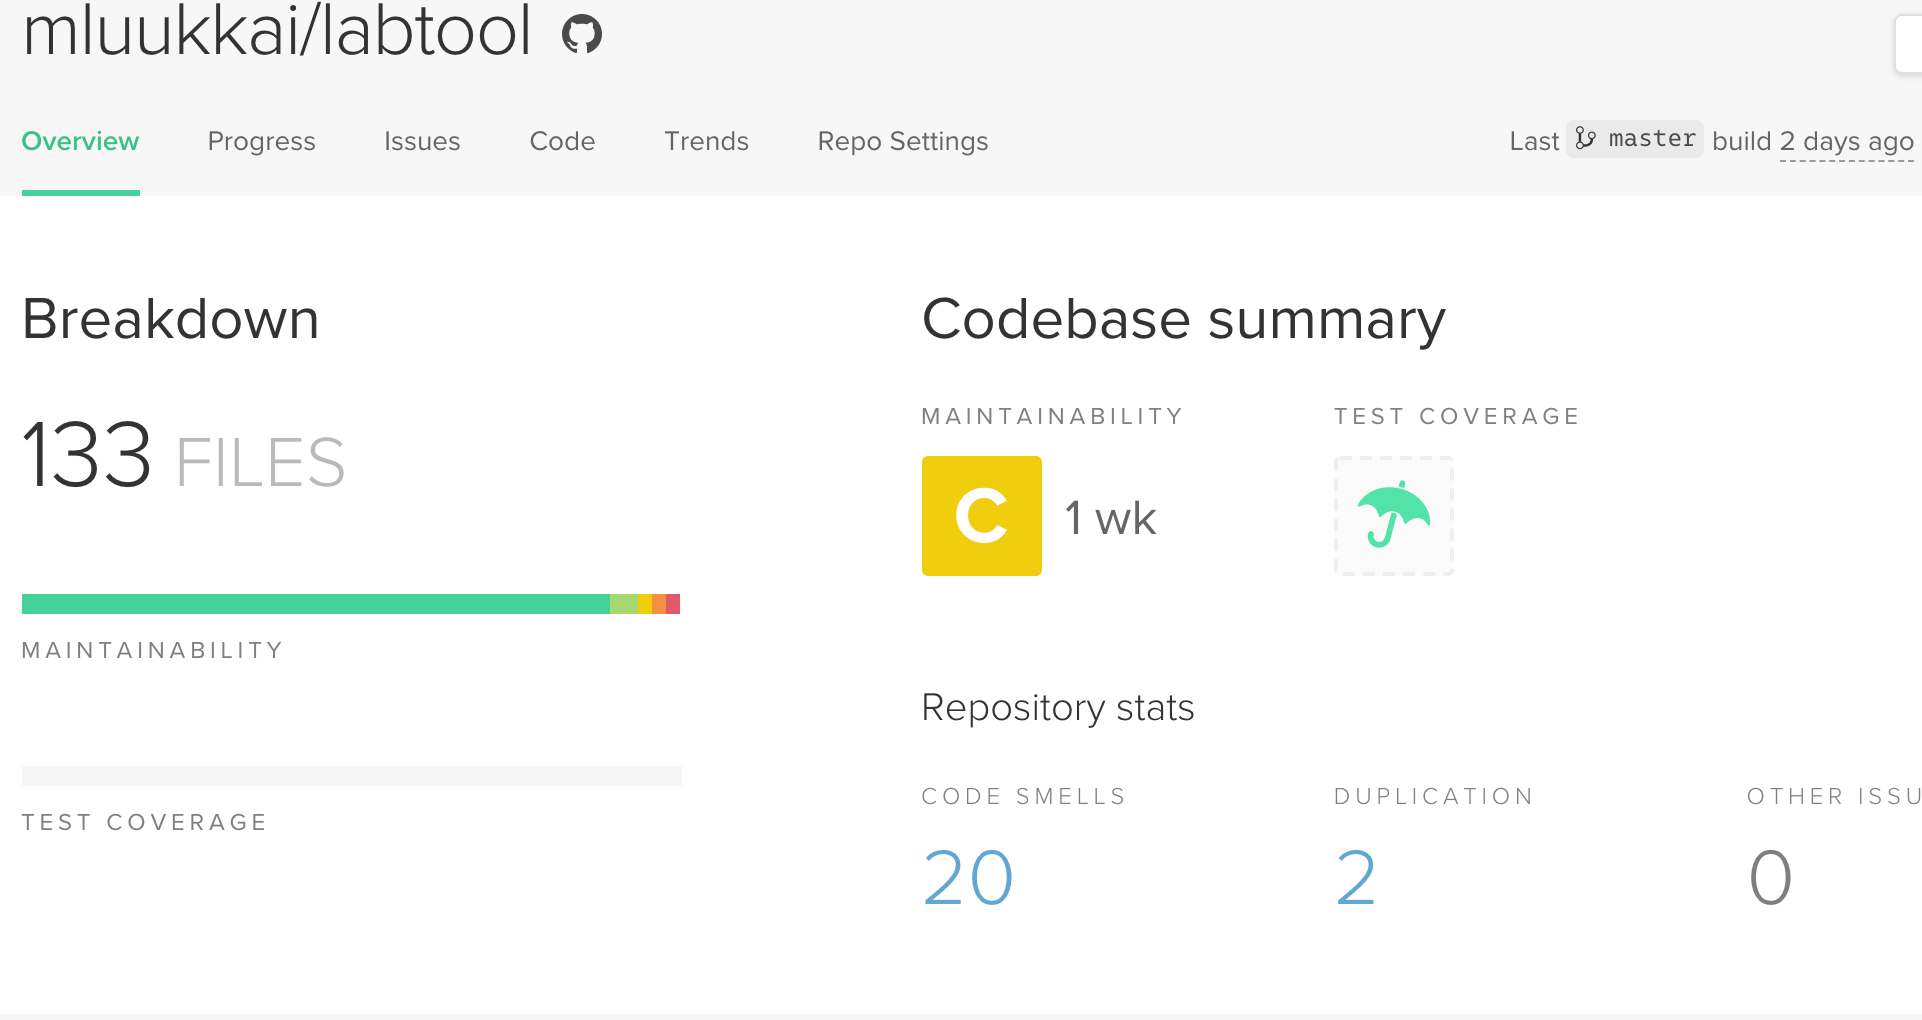 mluukkai/labtool
Overview Progress Issues Code Trends Repo Settings Last master build 2 days ago
Breakdown
133 FILES
MAINTAINABILITY
TEST COVERAGE
Codebase summary
MAINTAINABILITY TEST COVERAGE
C 1 wk
Repository stats
CODE SMELLS DUPLICATION OTHER ISSU
20 2 0